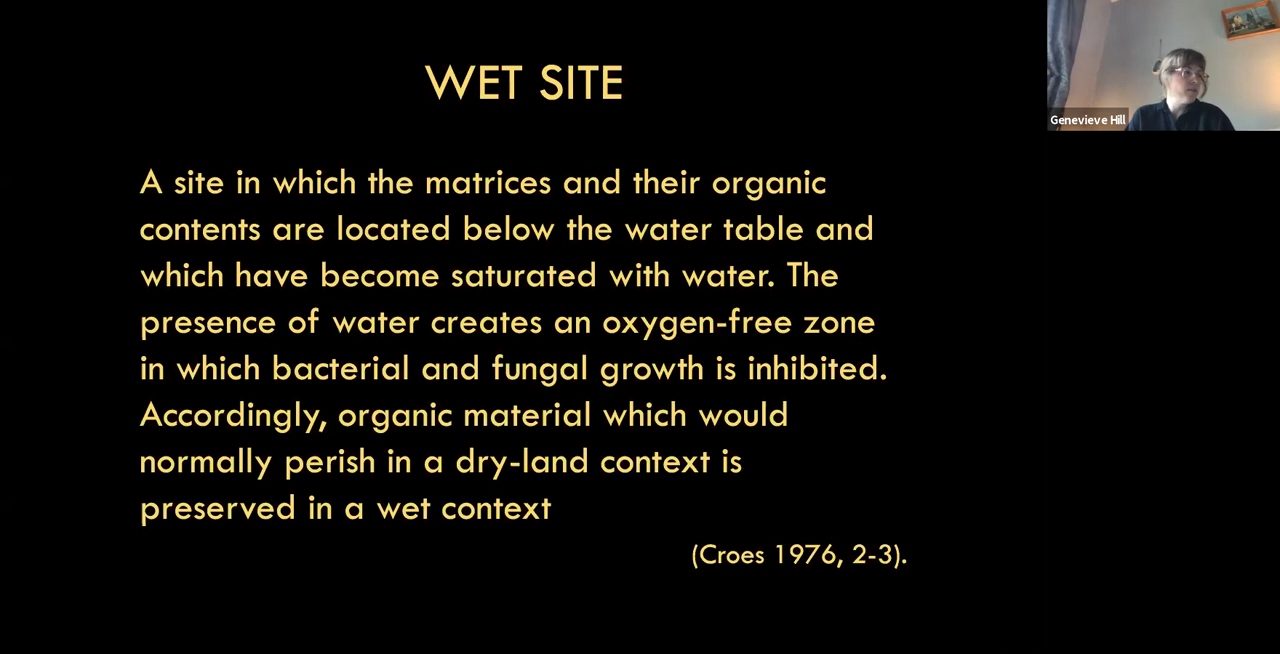 WET SITE
Genevieve Hill
A site in which the matrices and their organic
contents are located below the water table and
which have become saturated with water. The
presence of water creates an oxygen-free zone
in which bacterial and fungal growth is inhibited.
Accordingly, organic material which would
normally perish in a dry-land context is
preserved in a wet context
(Croes 1976, 2-3).